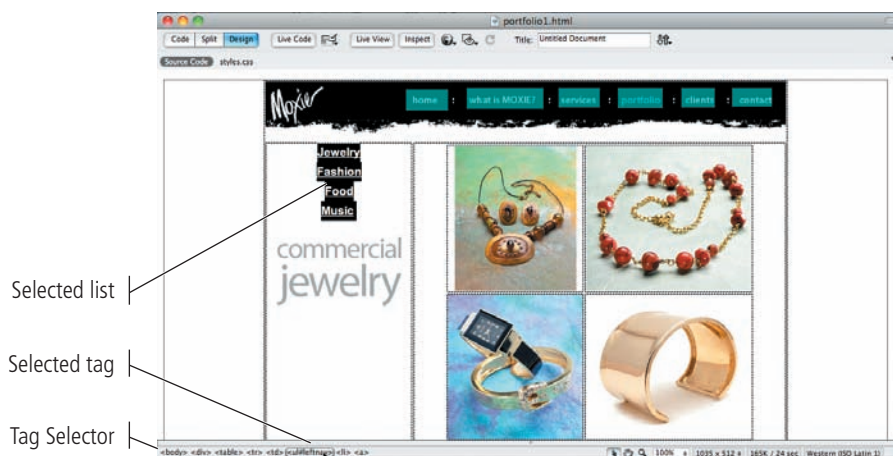 portfolio1.html
Code Split Design Live Code Live View Inspect Title: Untitled Document
Source Code styles.css
Moxie
home : what is MOXIE? : services : portfolio : clients : contact
Jewelry
Fashion
Food
Music
commercial
jewelry
Selected list
Selected tag
Tag Selector
<body> <div> <table> <tr> <td> <ul#leftnav> <li> <a>
100% 1035 x 512 165K / 24 sec Western (ISO Latin 1)